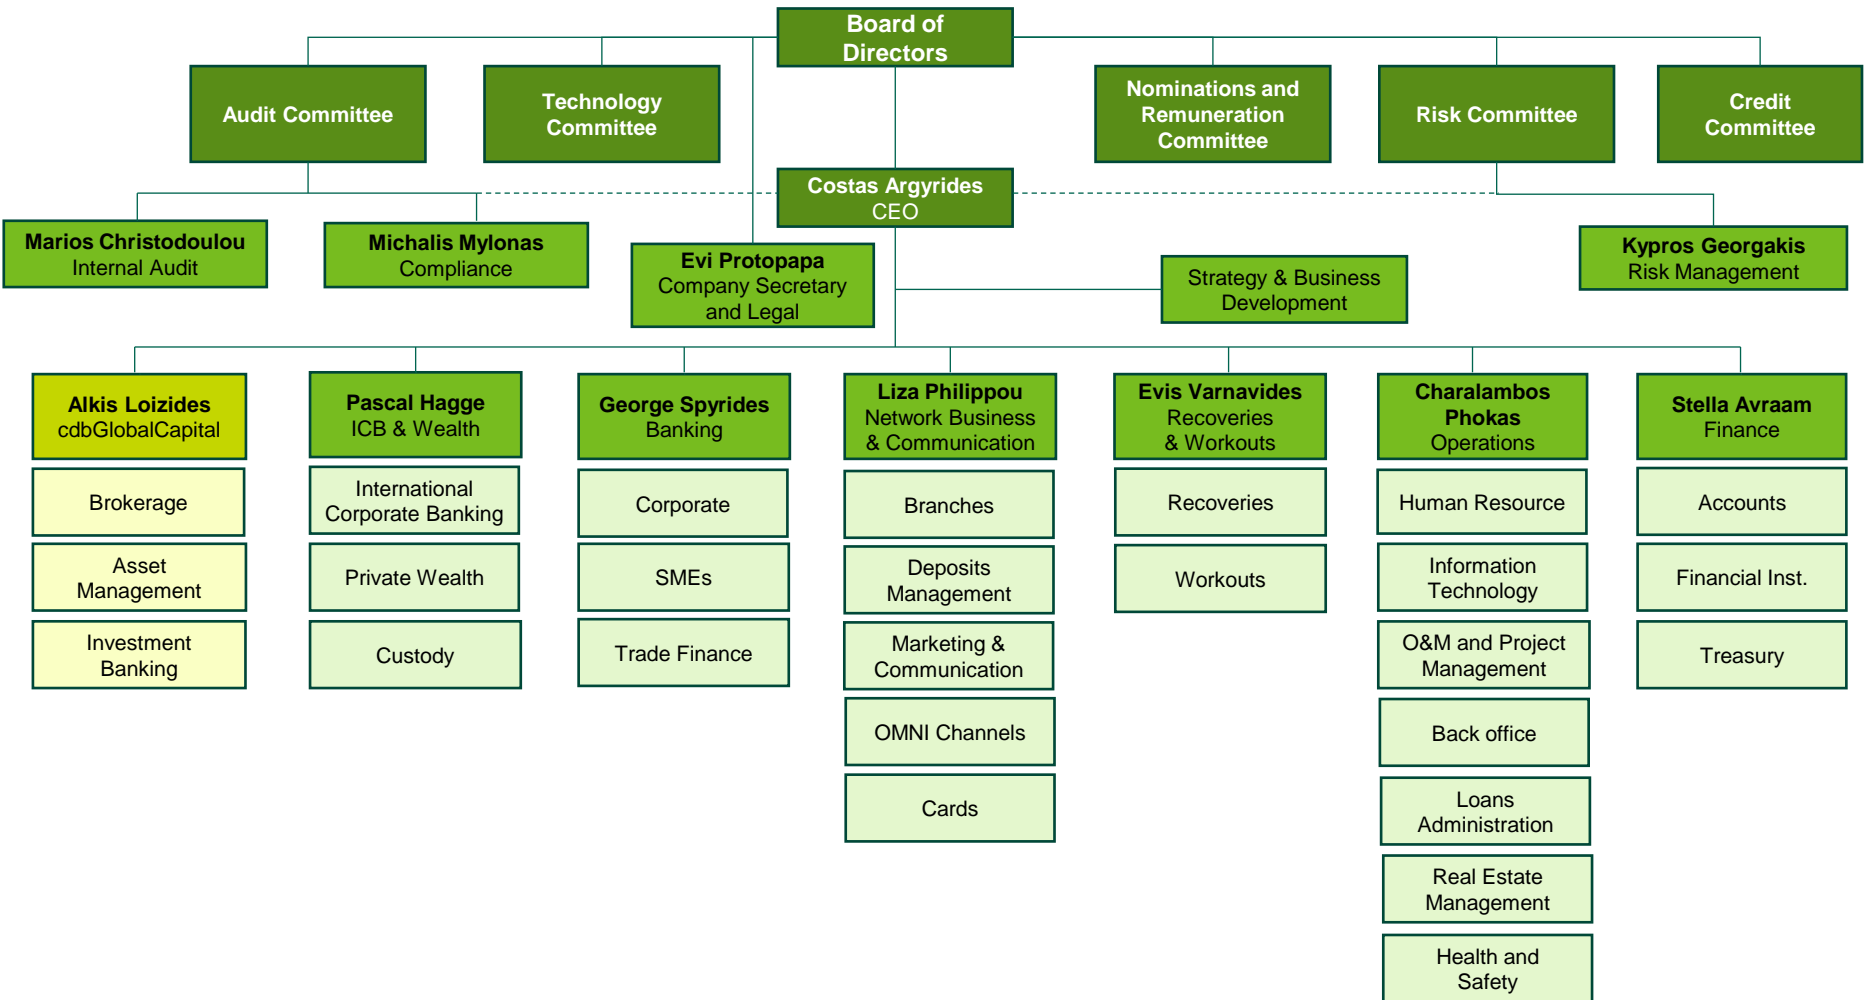 Board of
Directors
Audit Committee
Technology
Committee
Nominations and
Remuneration
Committee
Risk Committee
Credit
Committee
Costas Argyrides
CEO
Marios Christodoulou
Internal Audit
Michalis Mylonas
Compliance
Evi Protopapa
Company Secretary
and Legal
Strategy & Business
Development
Kypros Georgakis
Risk Management
Alkis Loizides
cdbGlobalCapital
Brokerage
Asset
Management
Investment
Banking
Pascal Hagge
ICB & Wealth
International
Corporate Banking
Private Wealth
Custody
George Spyrides
Banking
Corporate
SMEs
Trade Finance
Liza Philippou
Network Business
& Communication
Branches
Deposits
Management
Marketing &
Communication
OMNI Channels
Cards
Evis Varnavides
Recoveries
& Workouts
Recoveries
Workouts
Charalambos
Phokas
Operations
Human Resource
Information
Technology
O&M and Project
Management
Back office
Loans
Administration
Real Estate
Management
Health and
Safety
Stella Avraam
Finance
Accounts
Financial Inst.
Treasury